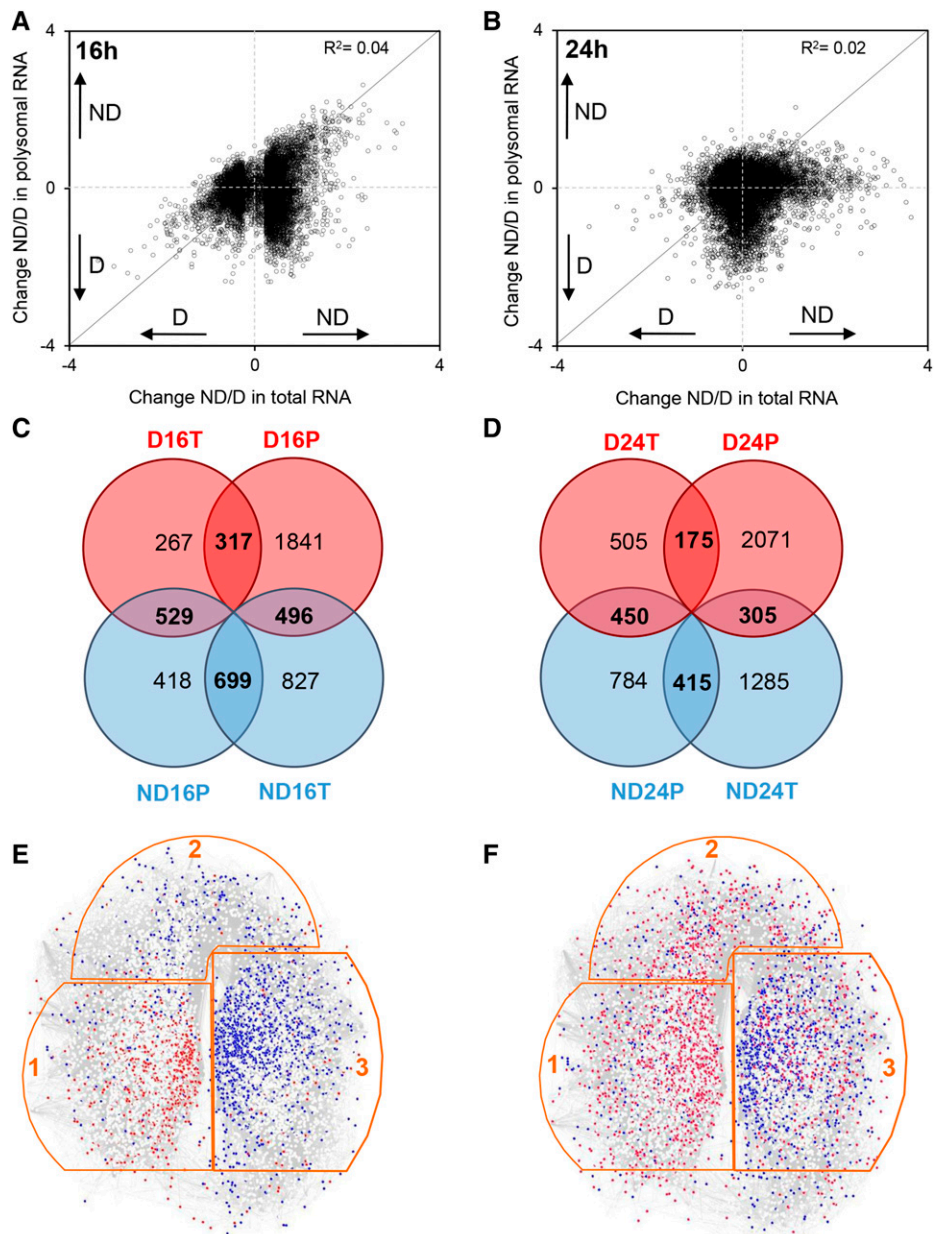 A
16h
R²= 0.04
4
0
-4
Change ND/D in polysomal RNA
ND
D
D
ND
-4
0
4
Change ND/D in total RNA
B
24h
R²= 0.02
4
0
-4
Change ND/D in polysomal RNA
ND
D
D
ND
-4
0
4
Change ND/D in total RNA
C
D16T
D16P
267
317
1841
529
496
418
699
827
ND16P
ND16T
D
D24T
D24P
505
175
2071
450
305
784
415
1285
ND24P
ND24T
E
2
1
3
F
2
1
3